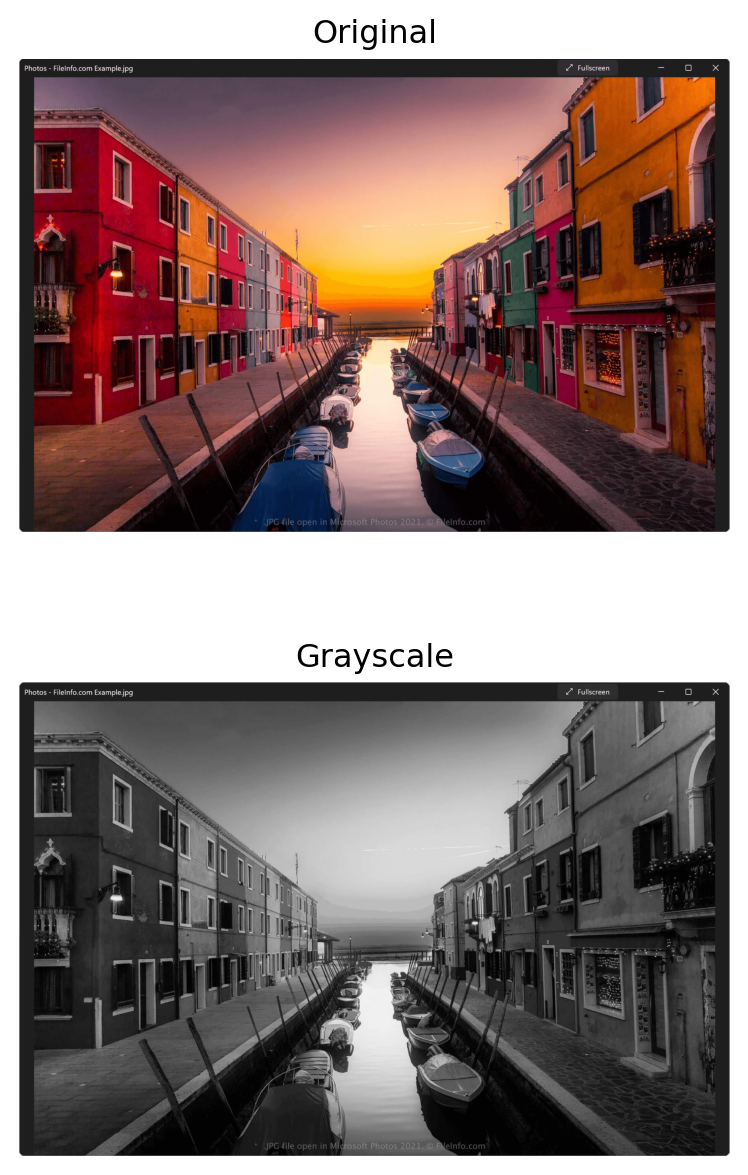 Original
Photos - FileInfo.com Example.jpg
Fullscreen
JPG file open in Microsoft Photos 2021, © FileInfo.com
Grayscale
Photos - FileInfo.com Example.jpg
Fullscreen
JPG file open in Microsoft Photos 2021, © FileInfo.com